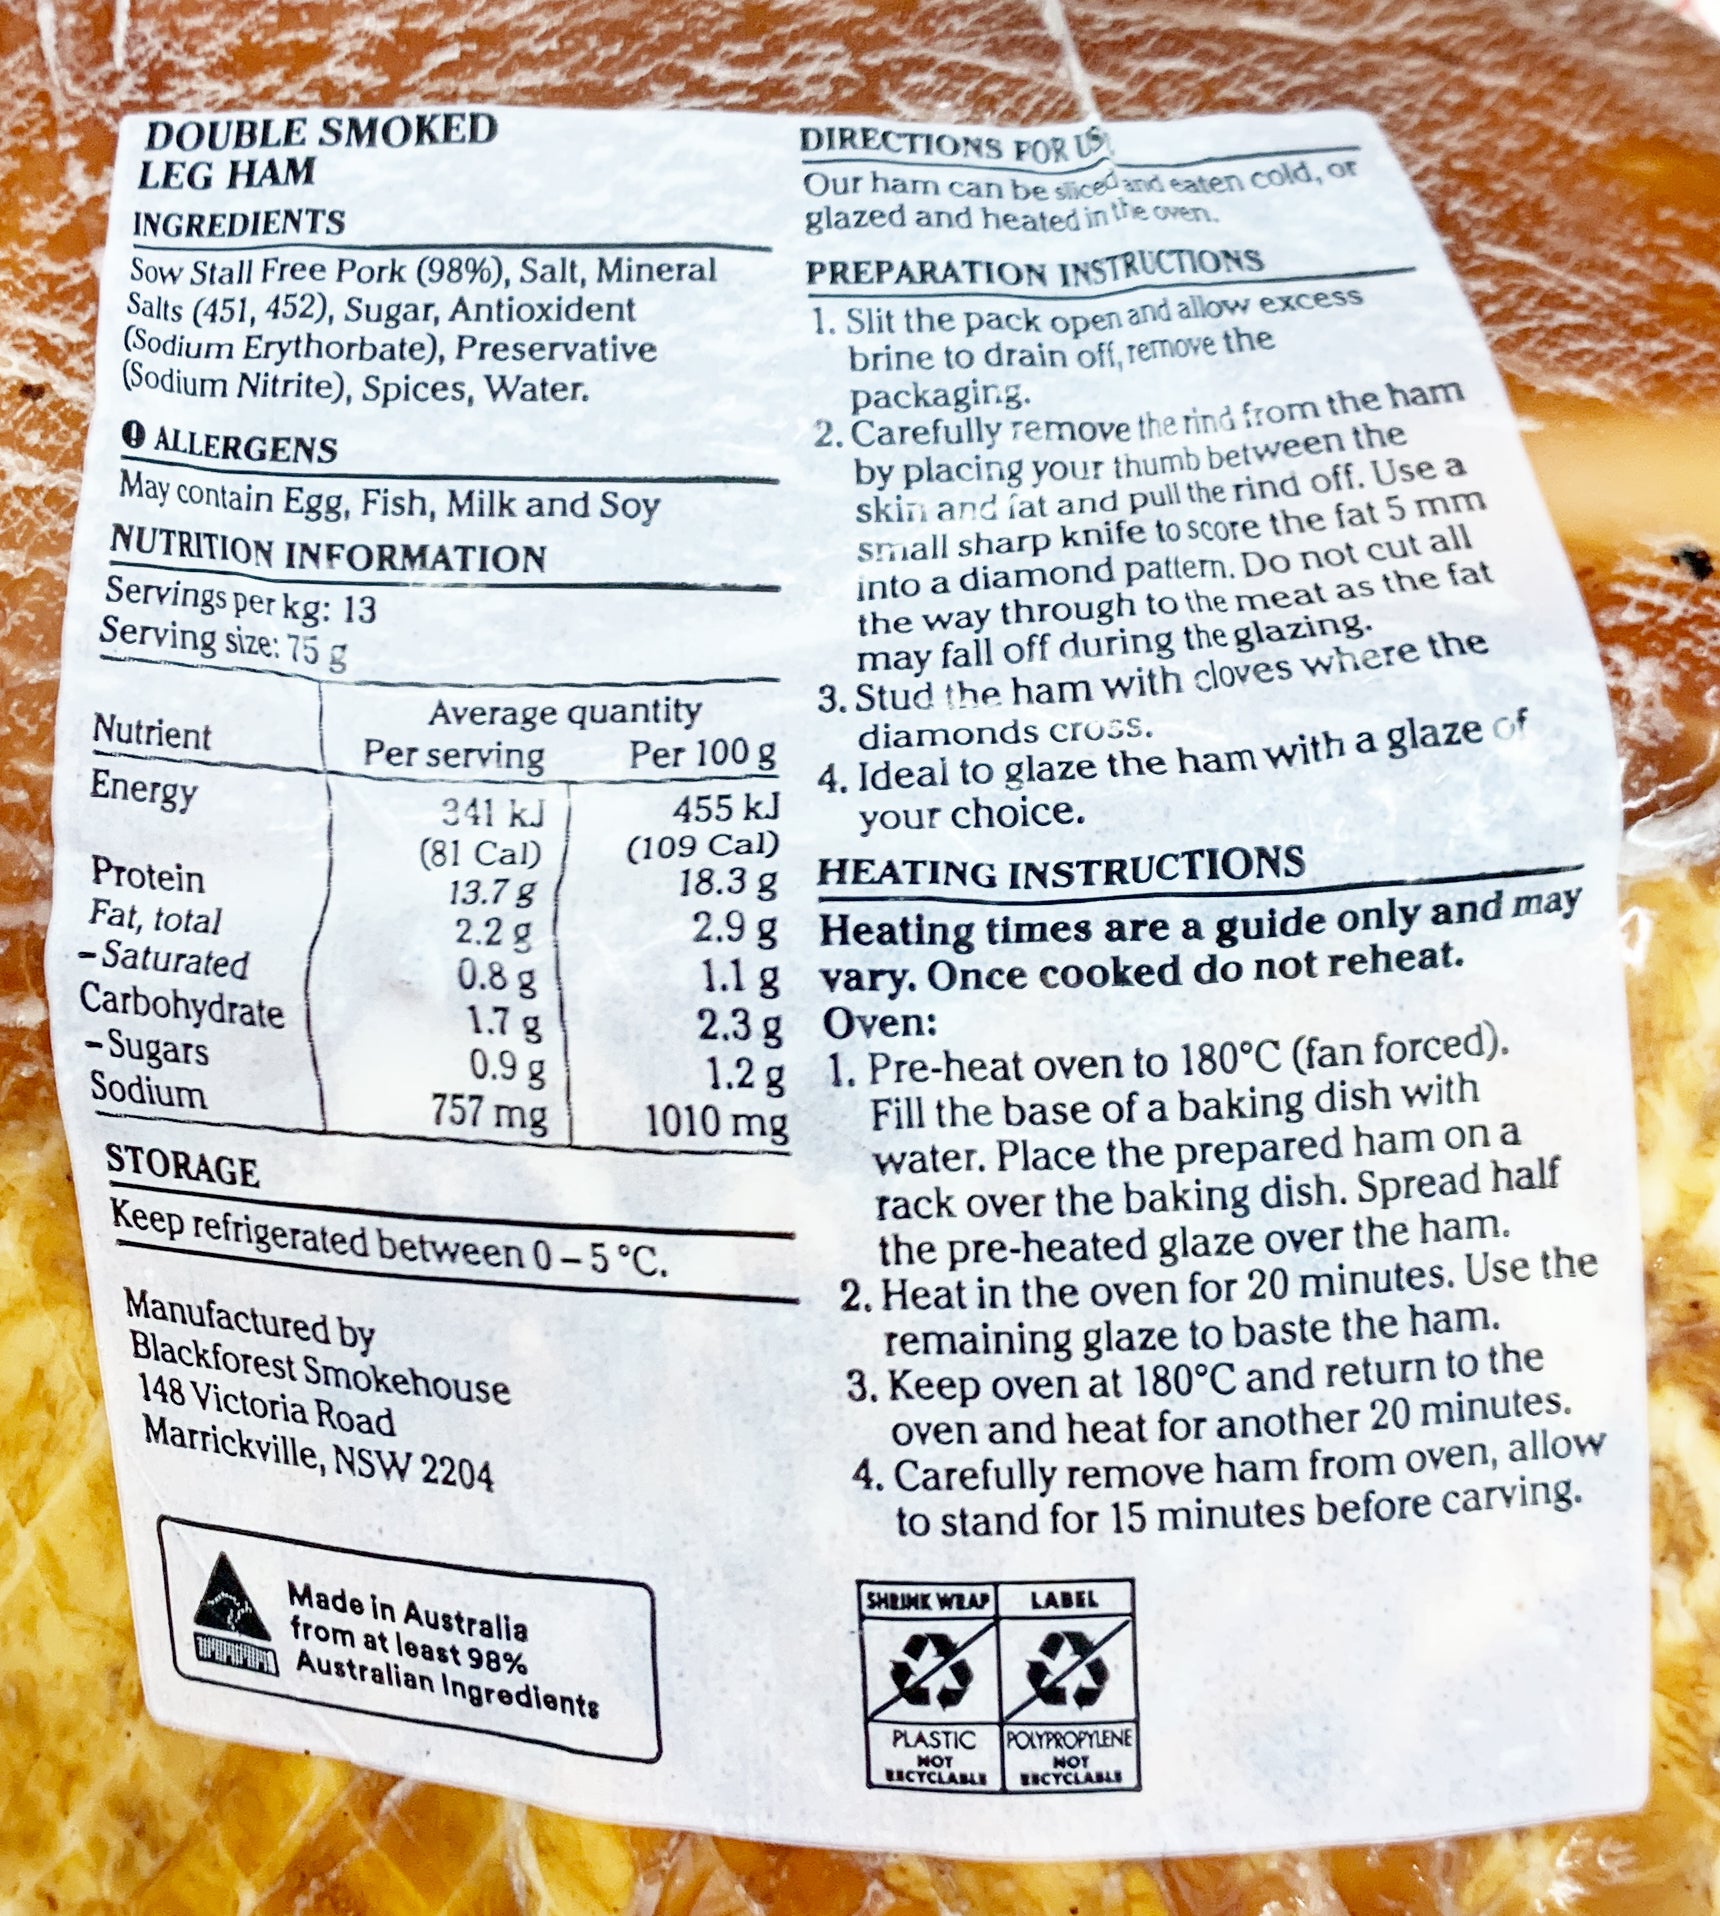 DOUBLE SMOKED
LEG HAM
INGREDIENTS
Sow Stall Free Pork (98%), Salt, Mineral
Salts (451, 452), Sugar, Antioxident
(Sodium Erythorbate), Preservative
(Sodium Nitrite), Spices, Water.
ALLERGENS
May contain Egg, Fish, Milk and Soy
NUTRITION INFORMATION
Servings per kg: 13
Serving size: 75 g
Average quantity
Nutrient Per serving Per 100 g
Energy 341 kJ 455 kJ
(81 Cal) (109 Cal)
Protein 13.7 g 18.3 g
Fat, total 2.2 g 2.9 g
– Saturated 0.8 g 1.1 g
Carbohydrate 1.7 g 2.3 g
– Sugars 0.9 g 1.2 g
Sodium 757 mg 1010 mg
STORAGE
Keep refrigerated between 0 – 5 °C.
Manufactured by
Blackforest Smokehouse
148 Victoria Road
Marrickville, NSW 2204
Made in Australia
from at least 98%
Australian Ingredients
DIRECTIONS FOR US
Our ham can be sliced and eaten cold, or
glazed and heated in the oven.
PREPARATION INSTRUCTIONS
1. Slit the pack open and allow excess
brine to drain off, remove the
packaging.
2. Carefully remove the rind from the ham
by placing your thumb between the
skin and fat and pull the rind off. Use a
small sharp knife to score the fat 5 mm
into a diamond pattern. Do not cut all
the way through to the meat as the fat
may fall off during the glazing.
3. Stud the ham with cloves where the
diamonds cross.
4. Ideal to glaze the ham with a glaze of
your choice.
HEATING INSTRUCTIONS
Heating times are a guide only and may
vary. Once cooked do not reheat.
Oven:
1. Pre-heat oven to 180°C (fan forced).
Fill the base of a baking dish with
water. Place the prepared ham on a
rack over the baking dish. Spread half
the pre-heated glaze over the ham.
2. Heat in the oven for 20 minutes. Use the
remaining glaze to baste the ham.
3. Keep oven at 180°C and return to the
oven and heat for another 20 minutes.
4. Carefully remove ham from oven, allow
to stand for 15 minutes before carving.
SHRINK WRAP LABEL
PLASTIC POLYPROPYLENE
NOT NOT
RECYCLABLE RECYCLABLE